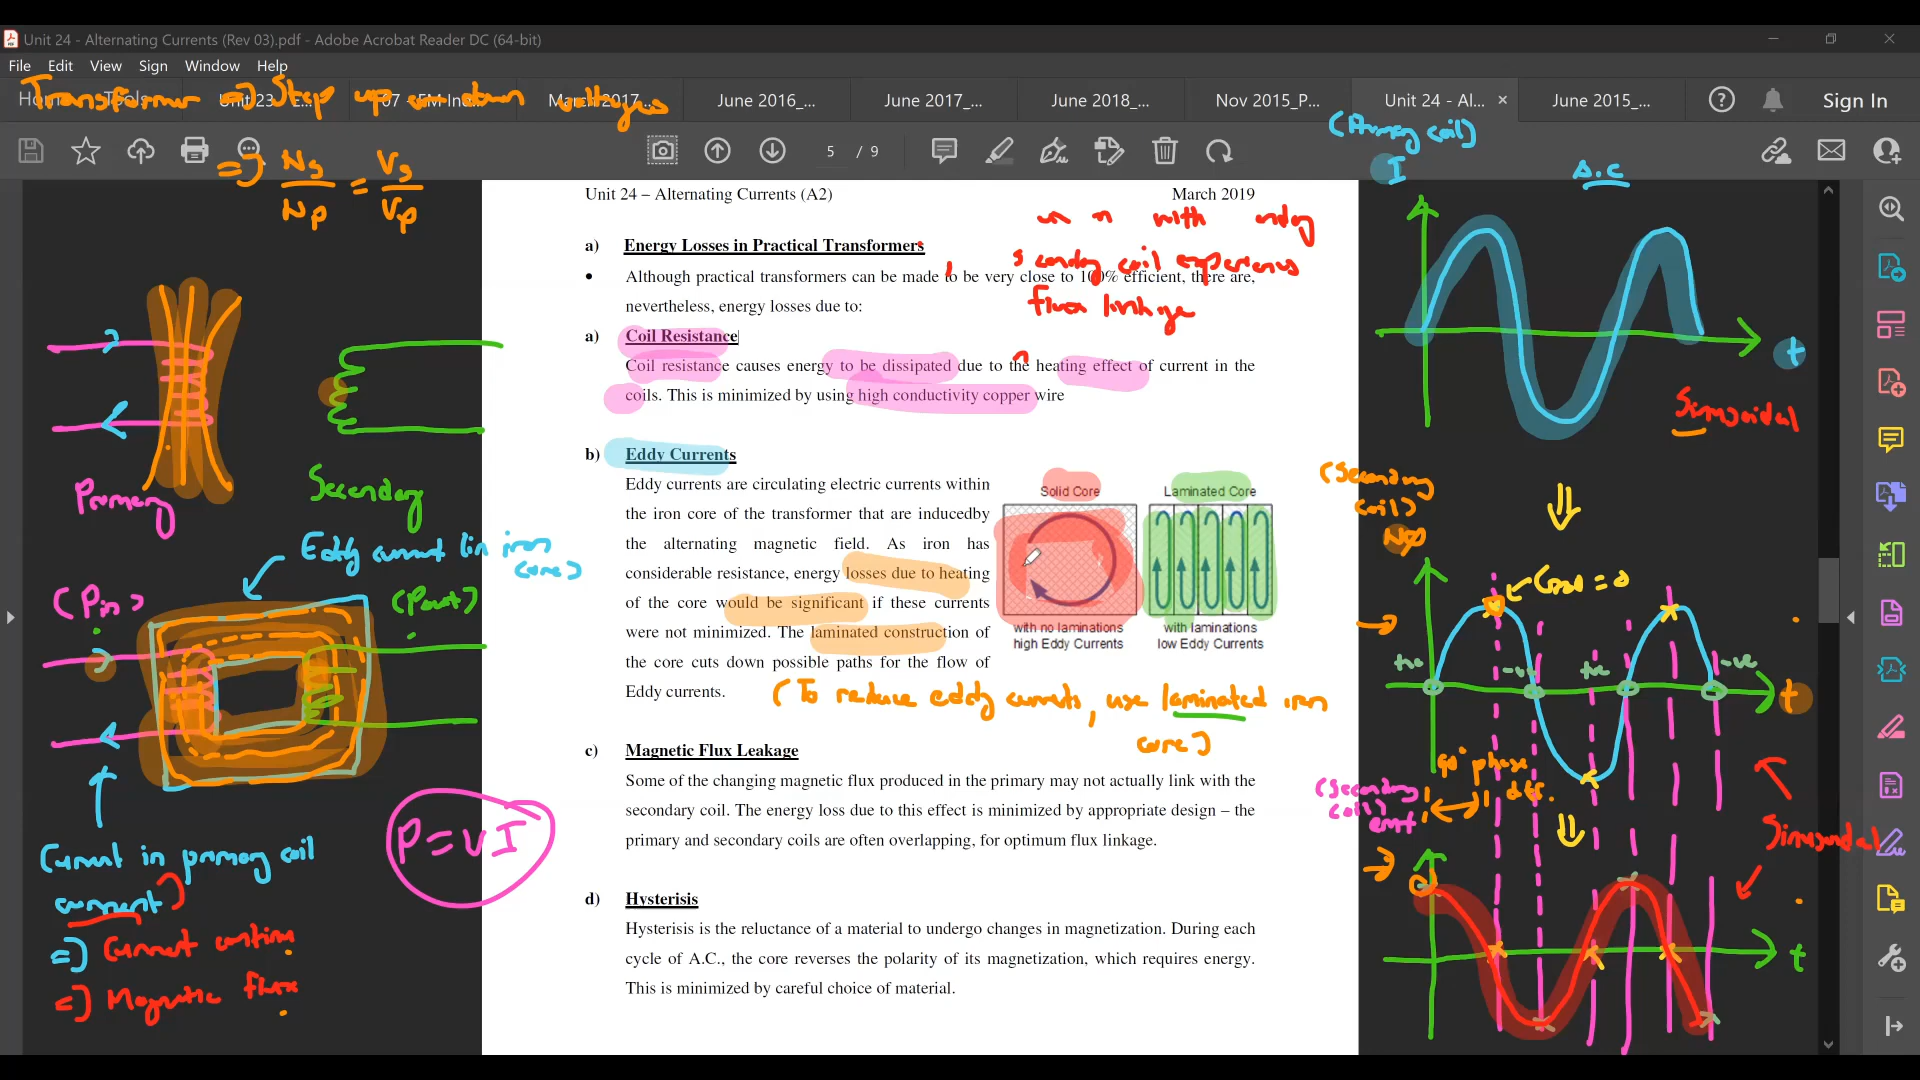 Unit 24 - Alternating Currents (Rev 03).pdf - Adobe Acrobat Reader DC (64-bit)
File Edit View Sign Window Help
Transformer => Step up or down voltages
June 2016_... June 2017_... June 2018_... Nov 2015_P... Unit 24 - Al... × June 2015_... Sign In
5 / 9
=> Ns/Np = Vs/Vp
(Primary coil)
I
A.C
t
Sinusoidal
Unit 24 – Alternating Currents (A2) March 2019
a) Energy Losses in Practical Transformers
with
coil experiences
flux linkage
• Although practical transformers can be made to be very close to 100% efficient, there are,
nevertheless, energy losses due to:
a) Coil Resistance
Coil resistance causes energy to be dissipated due to the heating effect of current in the
coils. This is minimized by using high conductivity copper wire
b) Eddy Currents
Eddy currents are circulating electric currents within
the iron core of the transformer that are inducedby
the alternating magnetic field. As iron has
considerable resistance, energy losses due to heating
of the core would be significant if these currents
were not minimized. The laminated construction of
the core cuts down possible paths for the flow of
Eddy currents.
Solid Core
with no laminations
high Eddy Currents
Laminated Core
with laminations
low Eddy Currents
(To reduce eddy currents, use laminated iron
core)
c) Magnetic Flux Leakage
Some of the changing magnetic flux produced in the primary may not actually link with the
secondary coil. The energy loss due to this effect is minimized by appropriate design – the
primary and secondary coils are often overlapping, for optimum flux linkage.
d) Hysterisis
Hysterisis is the reluctance of a material to undergo changes in magnetization. During each
cycle of A.C., the core reverses the polarity of its magnetization, which requires energy.
This is minimized by careful choice of material.
Primary
Secondary
Eddy current (in iron
core)
(Pin)
(Pout)
P=VI
Current in primary coil
=> Current
=> Magnetic flux
(Secondary
coil)
Nφ
Grad = 0
+ve -ve +ve -ve
t
90° phase
diff.
(Secondary
coil)
emf
Sinusoidal
t